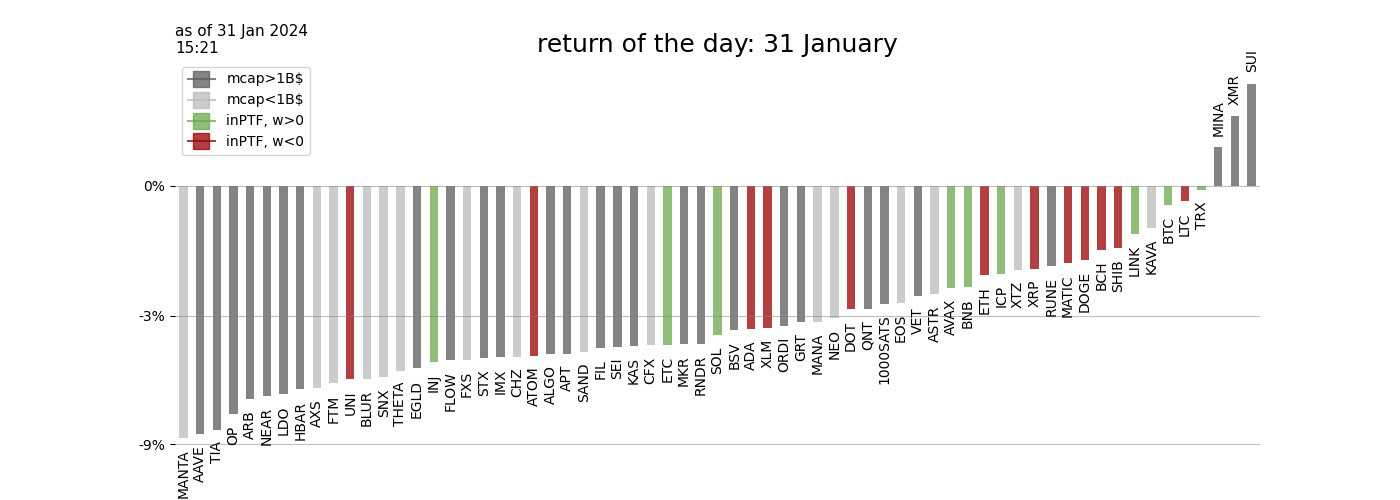 as of 31 Jan 2024
15:21
return of the day: 31 January
mcap>1B$
mcap<1B$
inPTF, w>0
inPTF, w<0
0%
-3%
-9%
MANTA
AAVE
TIA
OP
ARB
NEAR
LDO
HBAR
AXS
FTM
UNI
BLUR
SNX
THETA
EGLD
INJ
FLOW
FXS
STX
IMX
CHZ
ATOM
ALGO
APT
SAND
FIL
SEI
KAS
CFX
ETC
MKR
RNDR
SOL
BSV
ADA
XLM
ORDI
GRT
MANA
NEO
DOT
QNT
1000SATS
EOS
VET
ASTR
AVAX
BNB
ETH
ICP
XTZ
XRP
RUNE
MATIC
DOGE
BCH
SHIB
LINK
KAVA
BTC
LTC
TRX
MINA
XMR
SUI